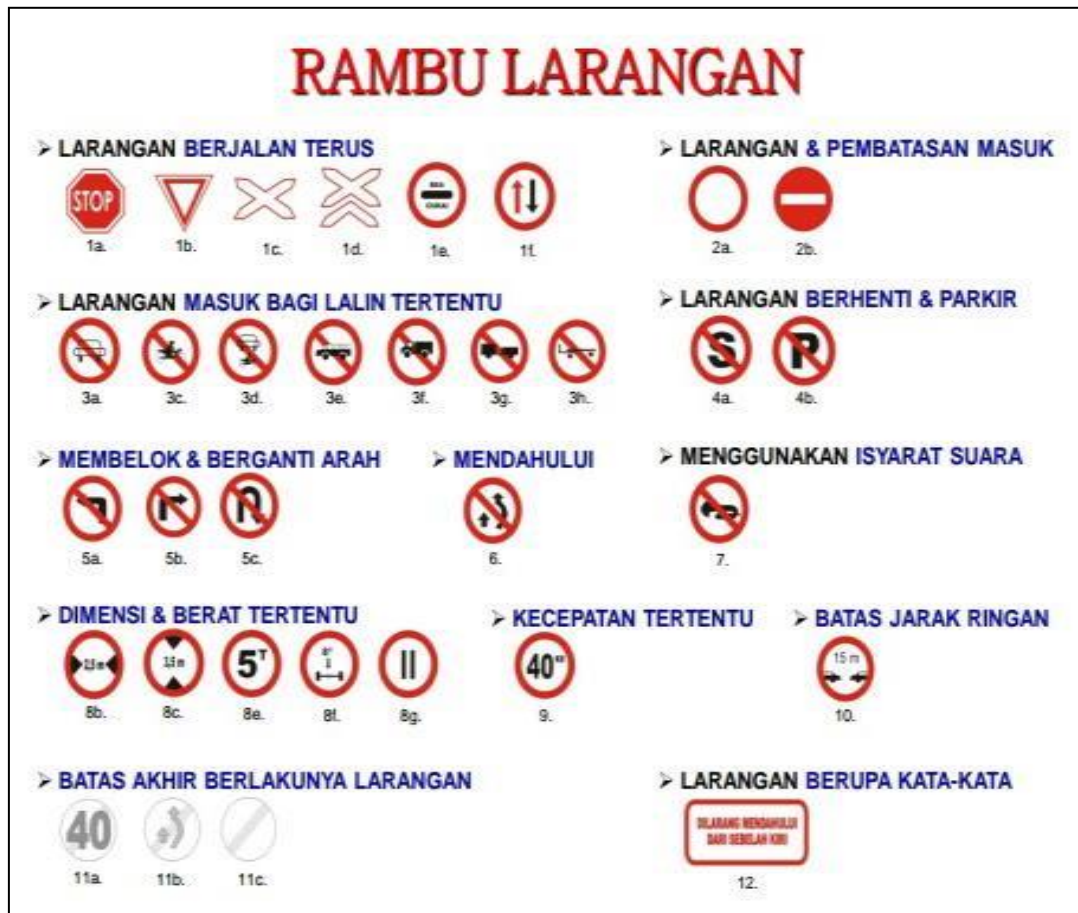 RAMBU LARANGAN
➢ LARANGAN BERJALAN TERUS
➢ LARANGAN & PEMBATASAN MASUK
STOP
1a. 1b. 1c. 1d. 1e. 1f.
2a. 2b.
➢ LARANGAN MASUK BAGI LALIN TERTENTU
➢ LARANGAN BERHENTI & PARKIR
S P
3a. 3c. 3d. 3e. 3f. 3g. 3h.
4a. 4b.
➢ MEMBELOK & BERGANTI ARAH
➢ MENDAHULUI
➢ MENGGUNAKAN ISYARAT SUARA
5a. 5b. 5c.
6.
7.
➢ DIMENSI & BERAT TERTENTU
➢ KECEPATAN TERTENTU
➢ BATAS JARAK RINGAN
5T
40
15 m
8b. 8c. 8e. 8f. 8g.
9.
10.
➢ BATAS AKHIR BERLAKUNYA LARANGAN
➢ LARANGAN BERUPA KATA-KATA
40
DILARANG MENDAHULUI
DARI SEBELAH KIRI
11a. 11b. 11c.
12.